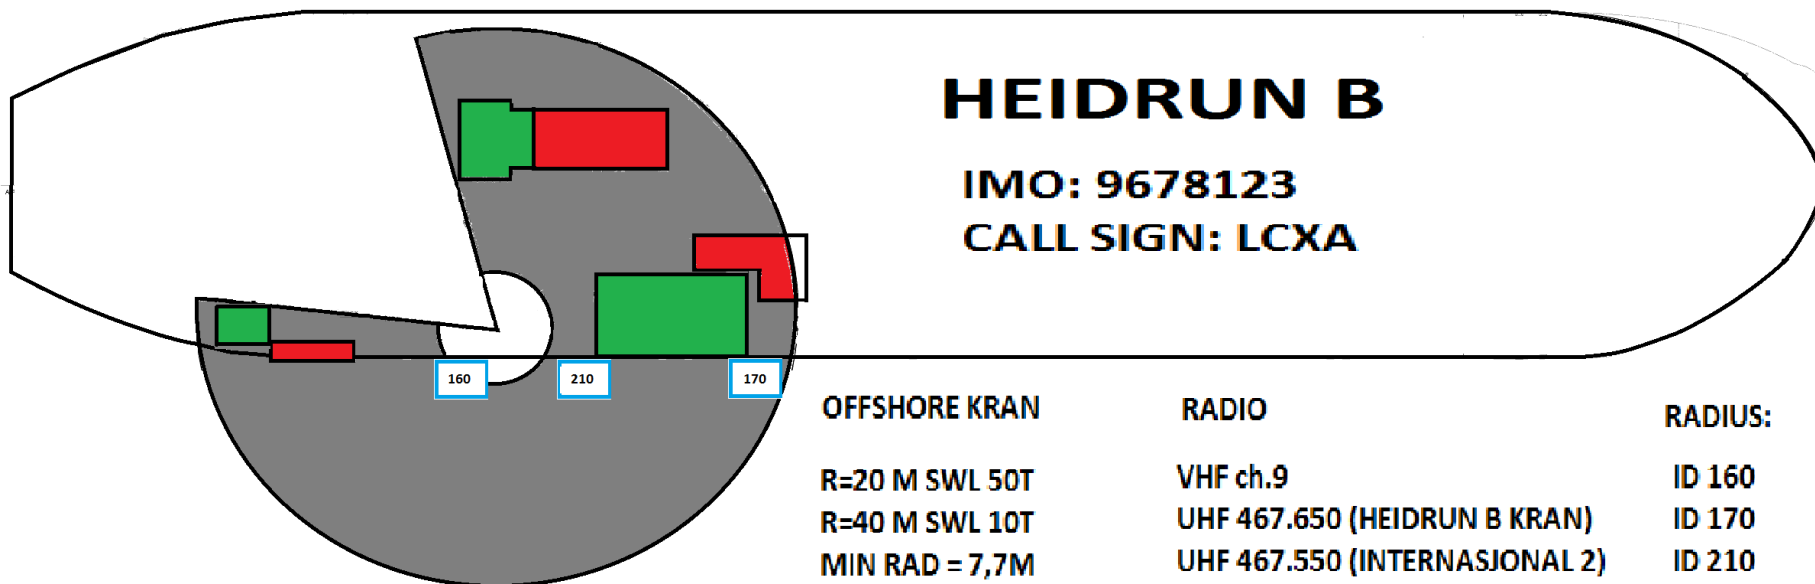 HEIDRUN B
IMO: 9678123
CALL SIGN: LCXA
160
210
170
OFFSHORE KRAN
RADIO
RADIUS:
R=20 M SWL 50T
VHF ch.9
ID 160
R=40 M SWL 10T
UHF 467.650 (HEIDRUN B KRAN)
ID 170
MIN RAD = 7,7M
UHF 467.550 (INTERNASJONAL 2)
ID 210